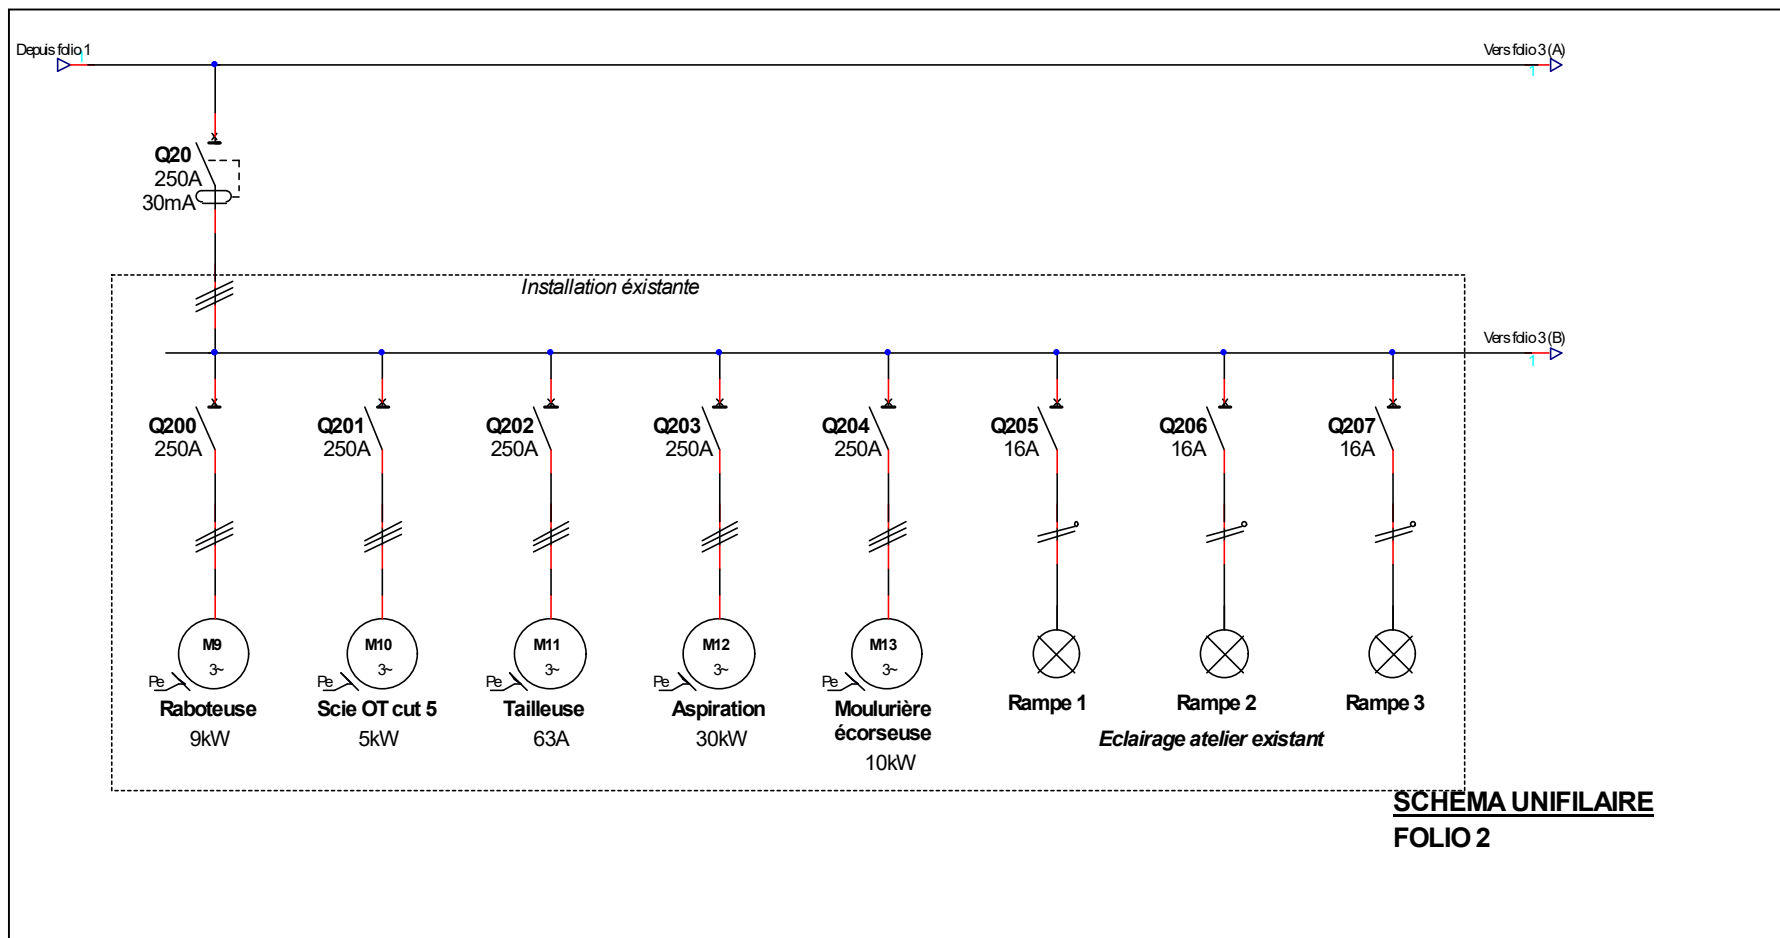 Depuis folio 1
1
Vers folio 3 (A)
1
Q20
250A
30mA
Installation éxistante
Vers folio 3 (B)
1
Q200
250A
Q201
250A
Q202
250A
Q203
250A
Q204
250A
Q205
16A
Q206
16A
Q207
16A
M9
3~
Pe
M10
3~
Pe
M11
3~
Pe
M12
3~
Pe
M13
3~
Pe
Raboteuse
9kW
Scie OT cut 5
5kW
Tailleuse
63A
Aspiration
30kW
Moulurière
écorseuse
10kW
Rampe 1
Rampe 2
Rampe 3
Eclairage atelier existant
SCHEMA UNIFILAIRE
FOLIO 2